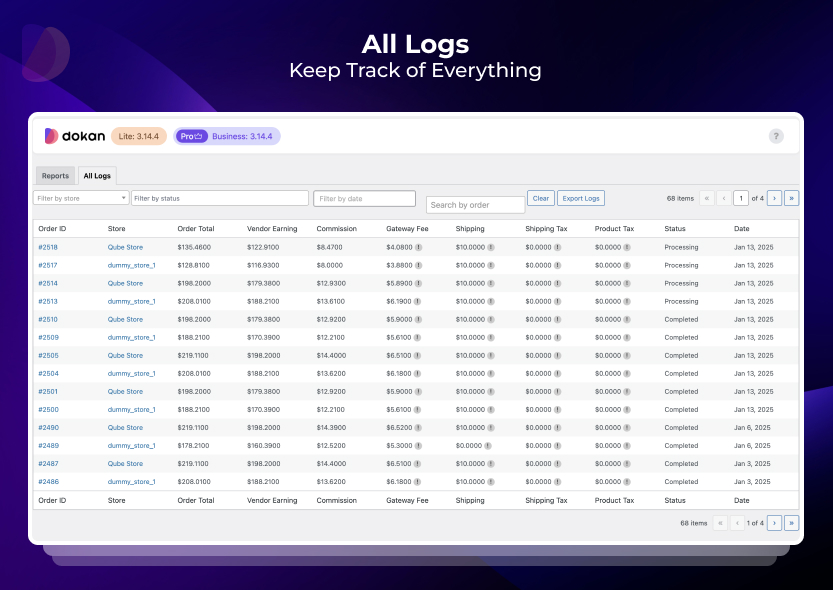 All Logs
Keep Track of Everything
dokan Lite: 3.14.4 Pro Business: 3.14.4 ?
Reports All Logs
Filter by store Filter by status Filter by date Search by order Clear Export Logs 68 items « ‹ 1 of 4 › »
Order ID Store Order Total Vendor Earning Commission Gateway Fee Shipping Shipping Tax Product Tax Status Date
#2518 Qube Store $135.4600 $122.9100 $8.4700 $4.0800 $10.0000 $0.0000 $0.0000 Processing Jan 13, 2025
#2517 dummy_store_1 $128.8100 $116.9300 $8.0000 $3.8800 $10.0000 $0.0000 $0.0000 Processing Jan 13, 2025
#2514 Qube Store $198.2000 $179.3800 $12.9300 $5.8900 $10.0000 $0.0000 $0.0000 Processing Jan 13, 2025
#2513 dummy_store_1 $208.0100 $188.2100 $13.6100 $6.1900 $10.0000 $0.0000 $0.0000 Processing Jan 13, 2025
#2510 Qube Store $198.2000 $179.3800 $12.9200 $5.9000 $10.0000 $0.0000 $0.0000 Completed Jan 13, 2025
#2509 dummy_store_1 $188.2100 $170.3900 $12.2100 $5.6100 $10.0000 $0.0000 $0.0000 Completed Jan 13, 2025
#2505 Qube Store $219.1100 $198.2000 $14.4000 $6.5100 $10.0000 $0.0000 $0.0000 Completed Jan 13, 2025
#2504 dummy_store_1 $208.0100 $188.2100 $13.6200 $6.1800 $10.0000 $0.0000 $0.0000 Completed Jan 13, 2025
#2501 Qube Store $198.2000 $179.3800 $12.9200 $5.9000 $10.0000 $0.0000 $0.0000 Completed Jan 13, 2025
#2500 dummy_store_1 $188.2100 $170.3900 $12.2100 $5.6100 $10.0000 $0.0000 $0.0000 Completed Jan 13, 2025
#2490 Qube Store $219.1100 $198.2000 $14.3900 $6.5200 $10.0000 $0.0000 $0.0000 Completed Jan 6, 2025
#2489 dummy_store_1 $178.2100 $160.3900 $12.5200 $5.3000 $0.0000 $0.0000 $0.0000 Completed Jan 6, 2025
#2487 Qube Store $219.1100 $198.2000 $14.4000 $6.5100 $10.0000 $0.0000 $0.0000 Completed Jan 3, 2025
#2486 dummy_store_1 $208.0100 $188.2100 $13.6200 $6.1800 $10.0000 $0.0000 $0.0000 Completed Jan 3, 2025
Order ID Store Order Total Vendor Earning Commission Gateway Fee Shipping Shipping Tax Product Tax Status Date
68 items « ‹ 1 of 4 › »